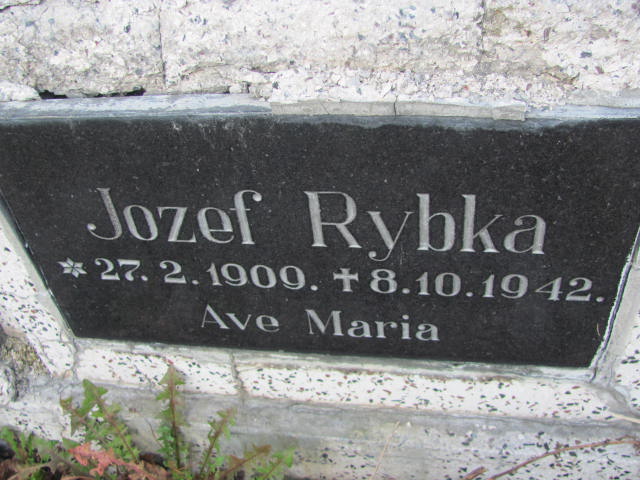 Jozef Rybka
* 27. 2. 1909. ✝ 8.10.1942.
Ave Maria